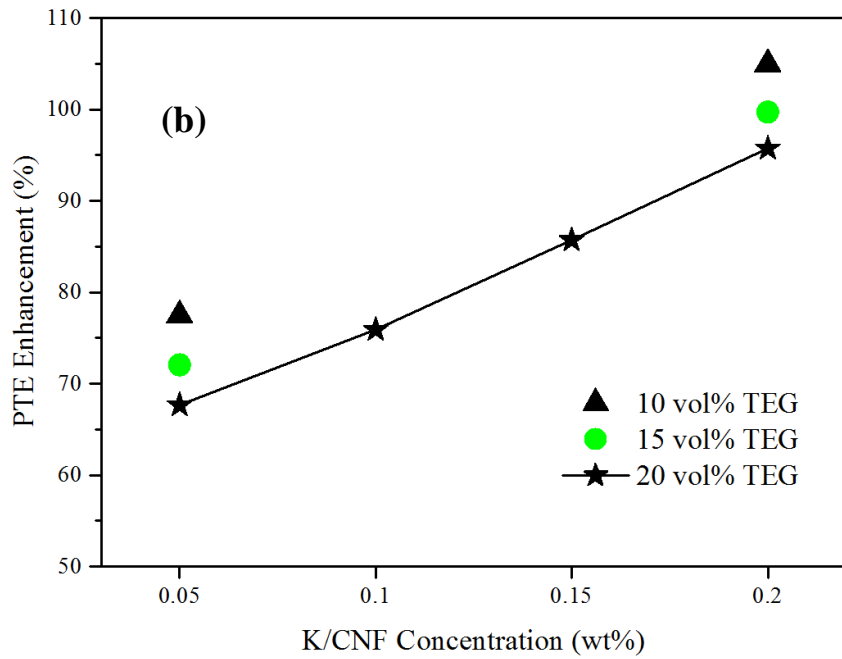 110
100
90
80
70
60
50
PTE Enhancement (%)
(b)
10 vol% TEG
15 vol% TEG
20 vol% TEG
0.05
0.1
0.15
0.2
K/CNF Concentration (wt%)